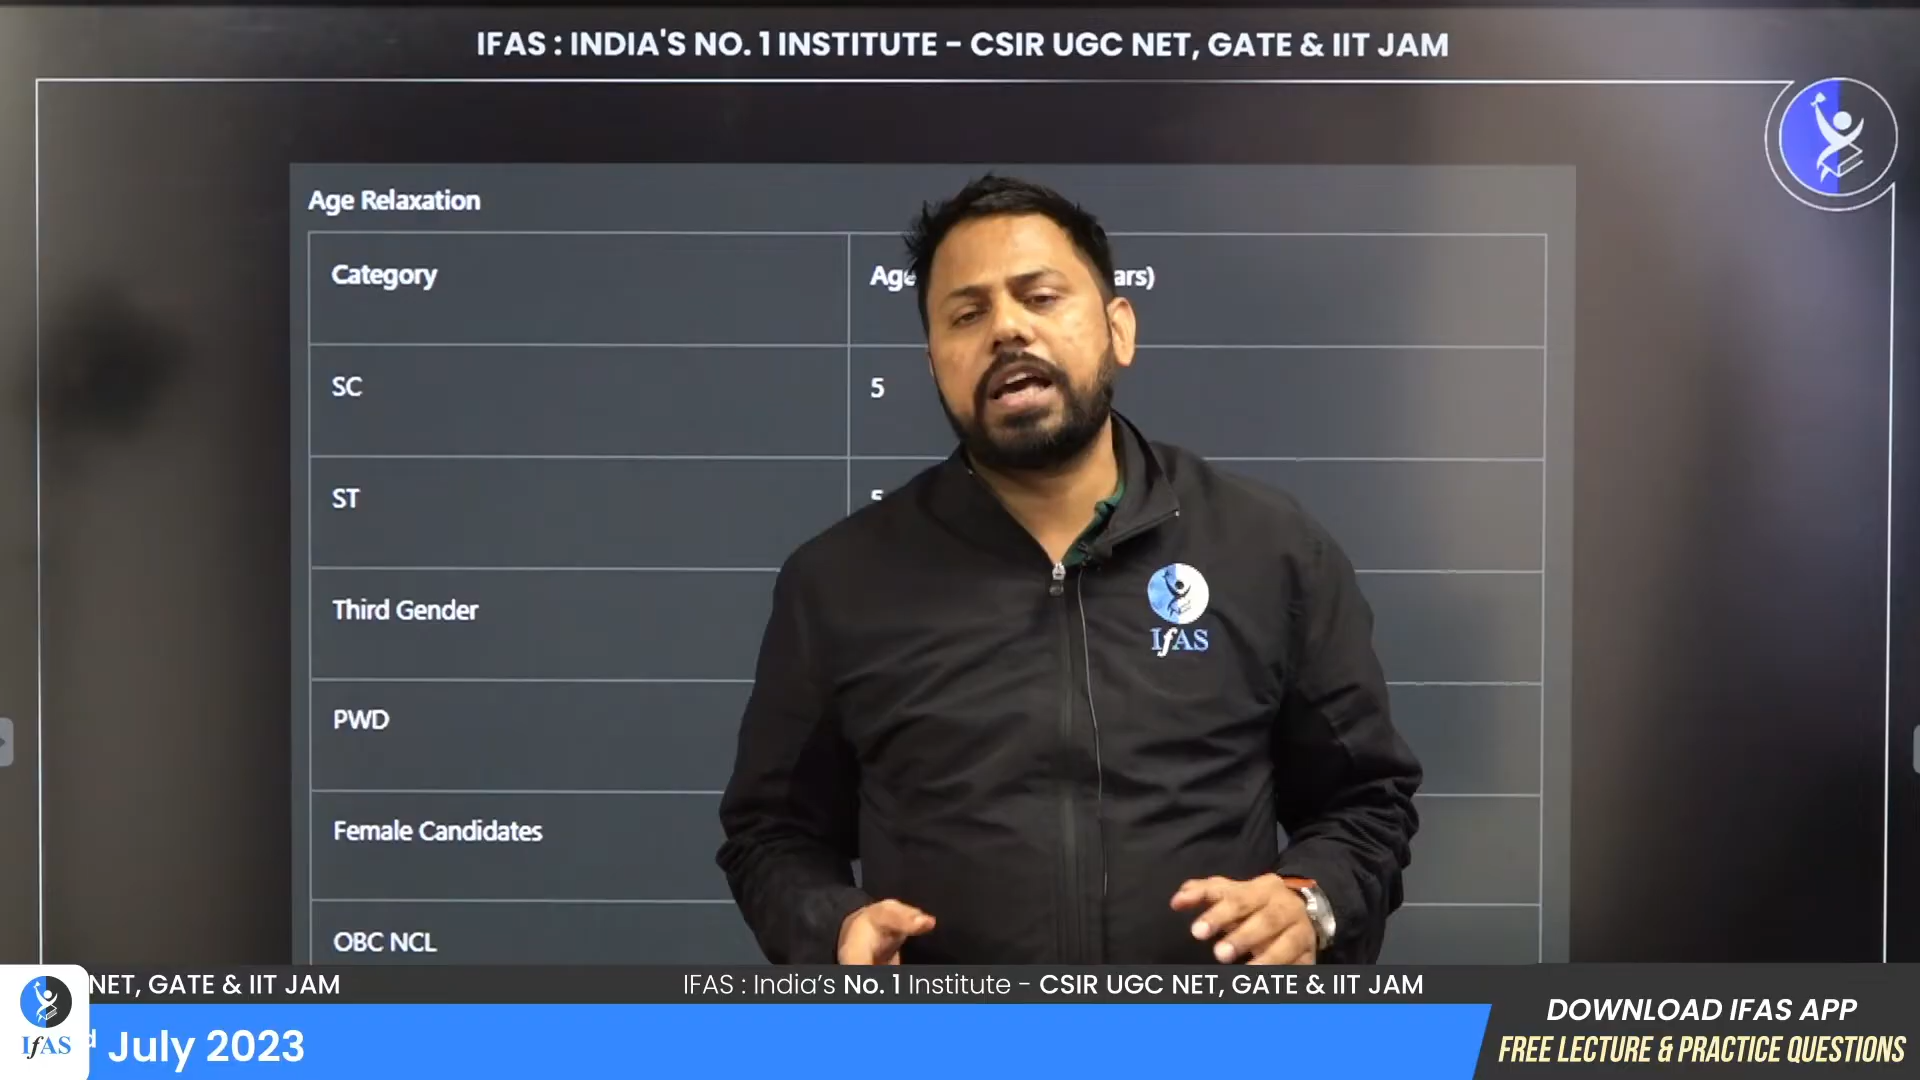 IFAS : INDIA'S NO. 1 INSTITUTE - CSIR UGC NET, GATE & IIT JAM
Age Relaxation
Category
SC 5
ST
Third Gender
PWD
Female Candidates
OBC NCL
IfAS
NET, GATE & IIT JAM
IFAS : India’s No. 1 Institute - CSIR UGC NET, GATE & IIT JAM
July 2023
IfAS
DOWNLOAD IFAS APP
FREE LECTURE & PRACTICE QUESTIONS